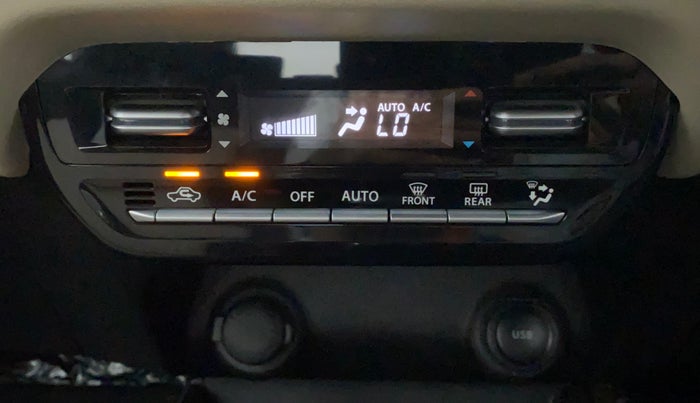 AUTO A/C
LO
A/C OFF AUTO FRONT REAR
USB